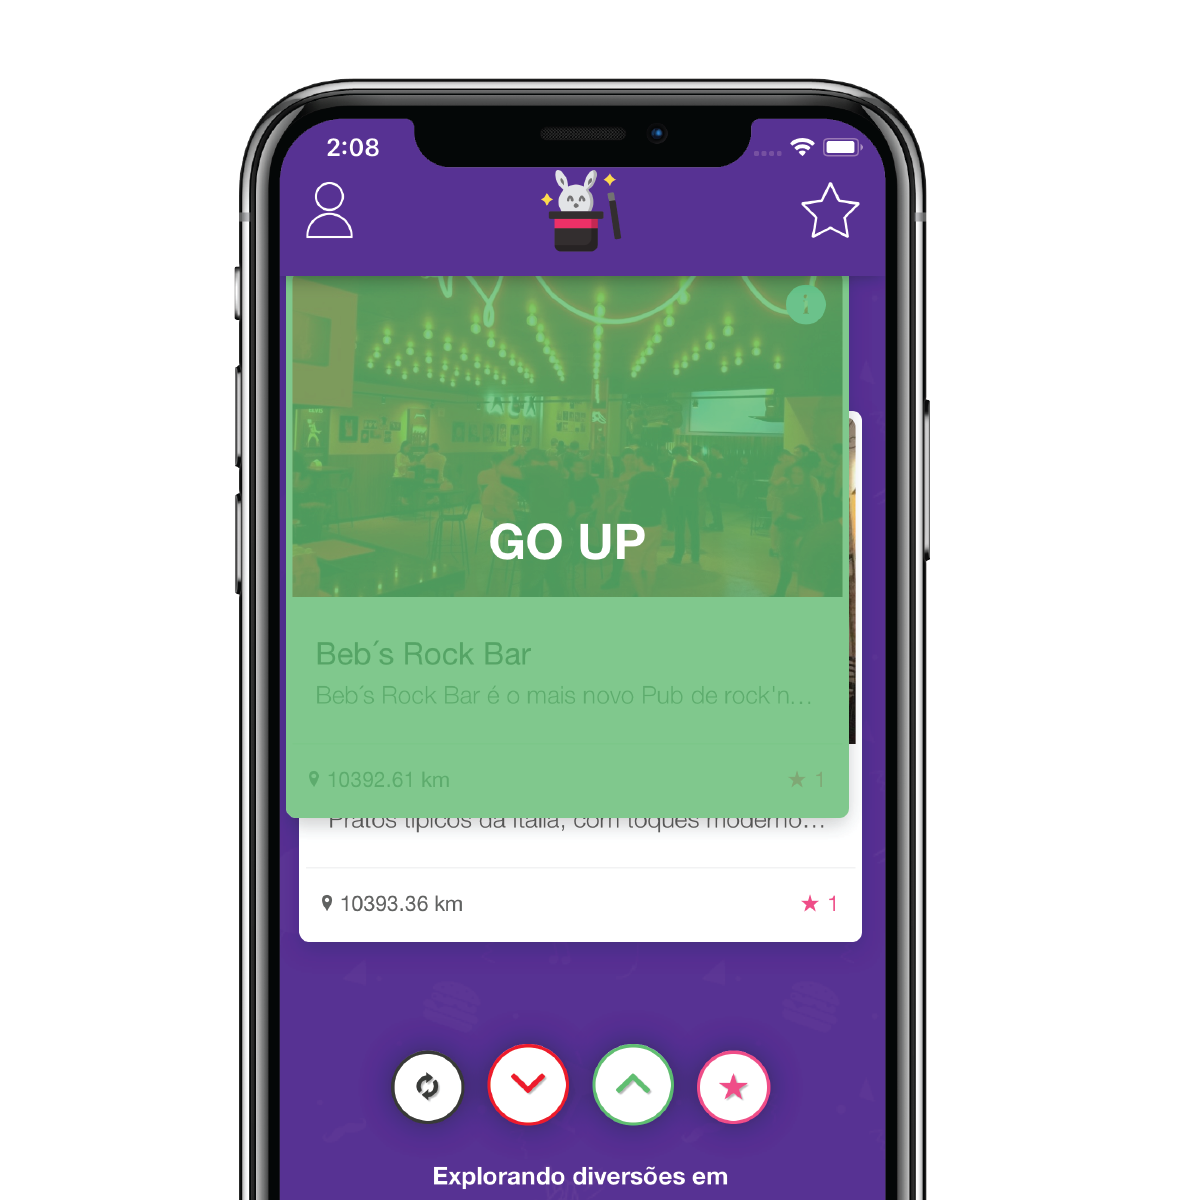 2:08
GO UP
Beb´s Rock Bar
Beb´s Rock Bar é o mais novo Pub de rock'n...
10392.61 km
1
Pratos típicos da Itália, com toques moderno...
10393.36 km
1
Explorando diversões em